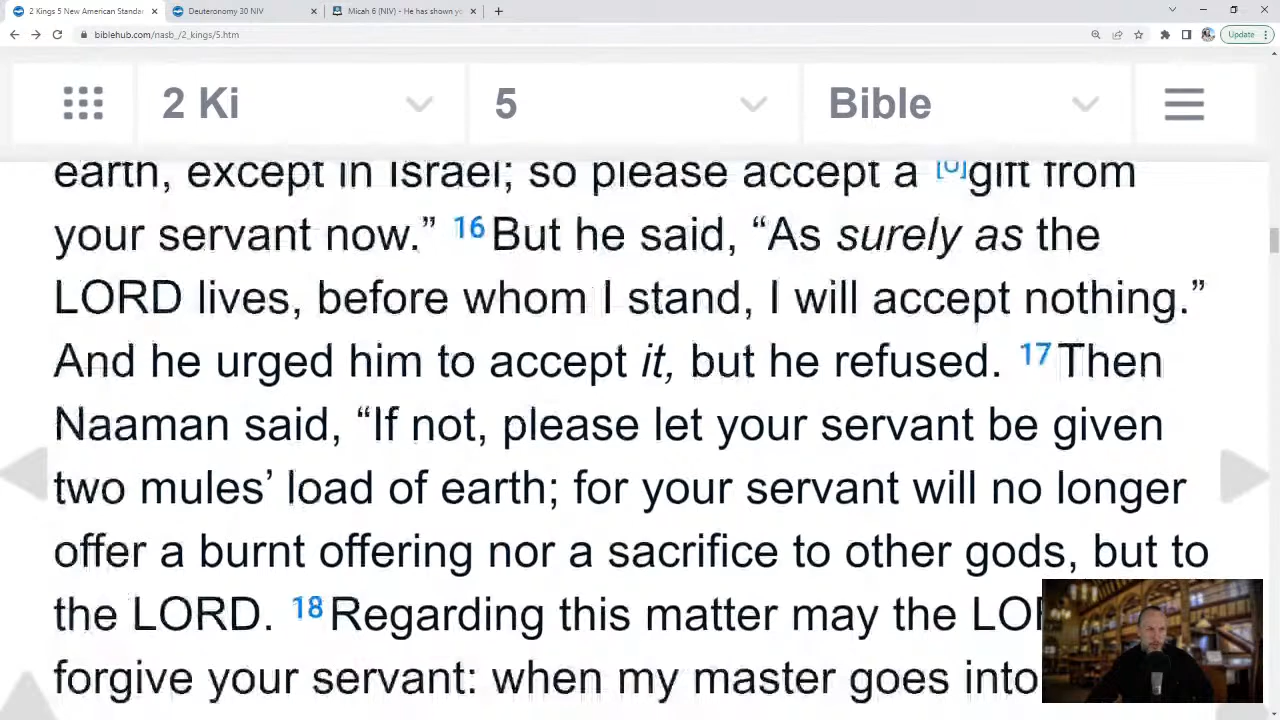 2 Kings 5 New American Standa
Deuteronomy 30 NIV
Micah 6 (NIV) - He has shown yo
biblehub.com/nasb_/2_kings/5.htm
Update
2 Ki
5
Bible
earth, except in Israel; so please accept a [o]gift from
your servant now.” 16 But he said, “As surely as the
LORD lives, before whom I stand, I will accept nothing.”
And he urged him to accept it, but he refused. 17 Then
Naaman said, “If not, please let your servant be given
two mules’ load of earth; for your servant will no longer
offer a burnt offering nor a sacrifice to other gods, but to
the LORD. 18 Regarding this matter may the LOR
forgive your servant: when my master goes into